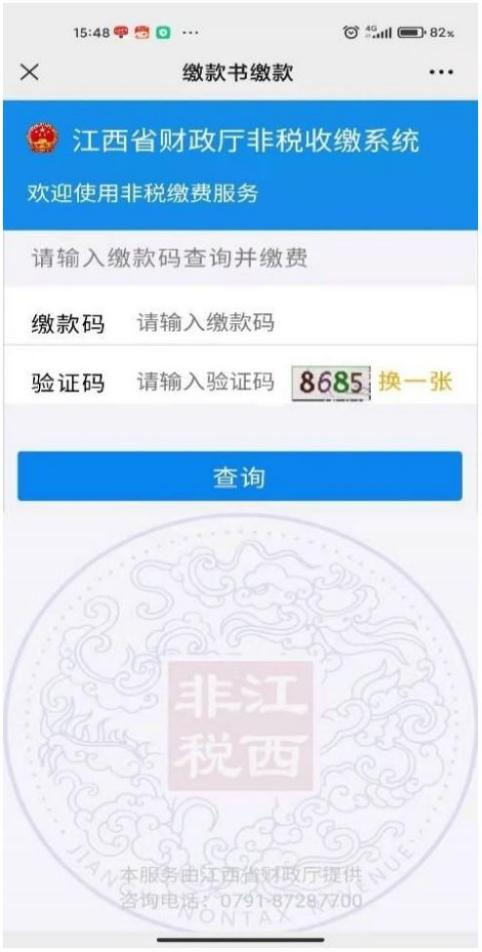 15:48 ... 4G 82%
缴款书缴款
江西省财政厅非税收缴系统
欢迎使用非税缴费服务
请输入缴款码查询并缴费
缴款码 请输入缴款码
验证码 请输入验证码 8685 换一张
查询
非江
税西
本服务由江西省财政厅提供
咨询电话：0791-87287700
JIANGXI NONTAX REVENUE